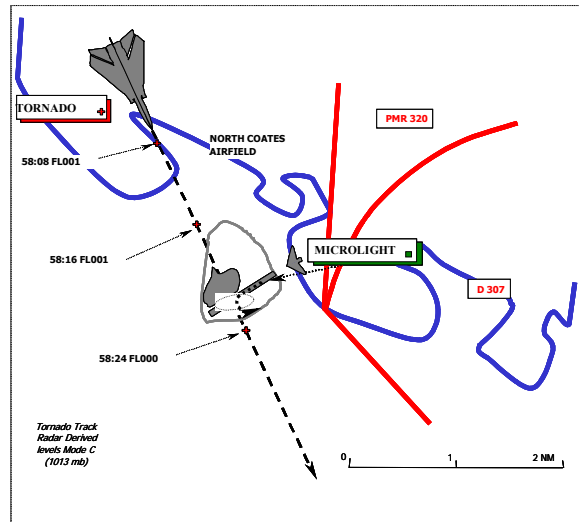 TORNADO
PMR 320
NORTH COATES
AIRFIELD
58:08 FL001
MICROLIGHT
58:16 FL001
D 307
58:24 FL000
Tornado Track
Radar Derived
levels Mode C
(1013 mb)
0 1 2 NM